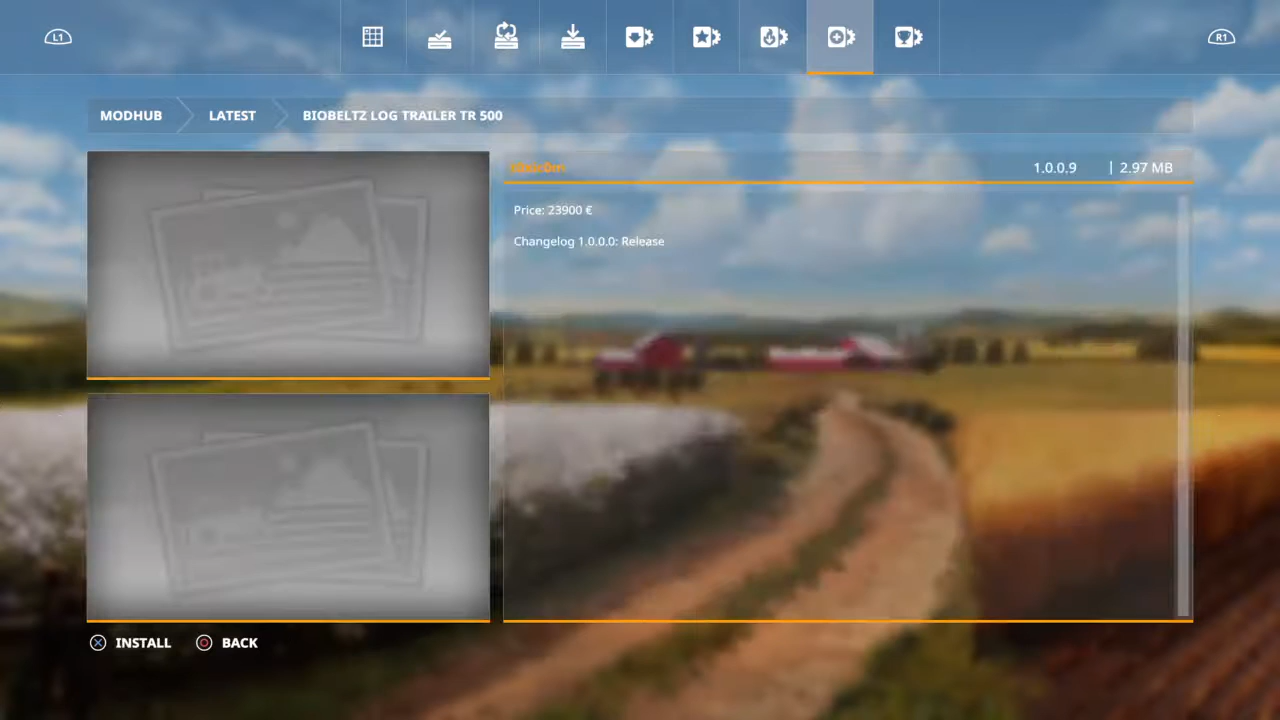 L1
R1
MODHUB LATEST BIOBELTZ LOG TRAILER TR 500
1.0.0.9 | 2.97 MB
Price: 23900 €
Changelog 1.0.0.0: Release
INSTALL BACK